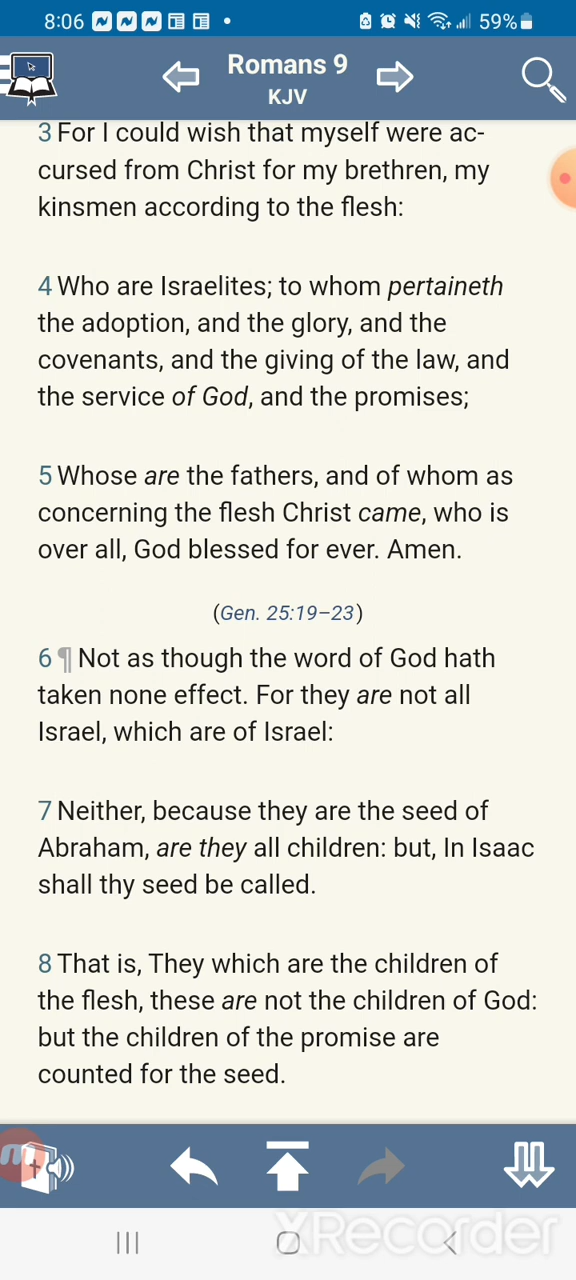 8:06 59%
Romans 9
KJV
3 For I could wish that myself were ac-
cursed from Christ for my brethren, my
kinsmen according to the flesh:
4 Who are Israelites; to whom pertaineth
the adoption, and the glory, and the
covenants, and the giving of the law, and
the service of God, and the promises;
5 Whose are the fathers, and of whom as
concerning the flesh Christ came, who is
over all, God blessed for ever. Amen.
(Gen. 25:19–23)
6 ¶ Not as though the word of God hath
taken none effect. For they are not all
Israel, which are of Israel:
7 Neither, because they are the seed of
Abraham, are they all children: but, In Isaac
shall thy seed be called.
8 That is, They which are the children of
the flesh, these are not the children of God:
but the children of the promise are
counted for the seed.
XRecorder